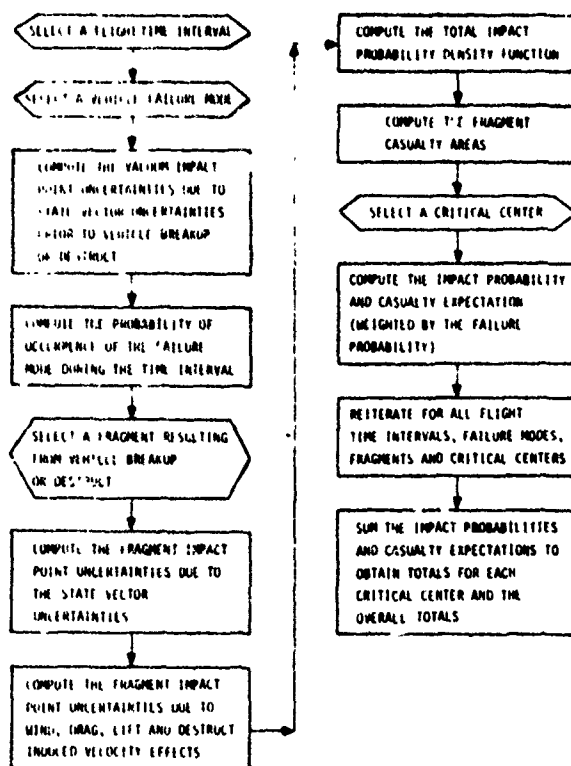 SELECT A FLIGHT TIME INTERVAL
SELECT A VEHICLE FAILURE MODE
COMPUTE THE VACUUM IMPACT
POINT UNCERTAINTIES DUE TO
STATE VECTOR UNCERTAINTIES
PRIOR TO VEHICLE BREAKUP
OR DESTRUCT
COMPUTE THE PROBABILITY OF
OCCURRENCE OF THE FAILURE
MODE DURING THE TIME INTERVAL
SELECT A FRAGMENT RESULTING
FROM VEHICLE BREAKUP
OR DESTRUCT
COMPUTE THE FRAGMENT IMPACT
POINT UNCERTAINTIES DUE TO
THE STATE SECTOR
UNCERTAINTIES
COMPUTE THE FRAGMENT IMPACT
POINT UNCERTAINTIES DUE TO
WIND, DRAG, LIFT AND DESTRUCT
INDUCED VELOCITY EFFECTS
COMPUTE THE TOTAL IMPACT
PROBABILITY DENSITY FUNCTION
COMPUTE THE FRAGMENT
CASUALTY AREAS
SELECT A CRITICAL CENTER
COMPUTE THE IMPACT PROBABILITY
AND CASUALTY EXPECTATION
(WEIGHTED BY THE FAILURE
PROBABILITY)
REITERATE FOR ALL FLIGHT
TIME INTERVALS, FAILURE MODES,
FRAGMENTS AND CRITICAL CENTERS
SUM THE IMPACT PROBABILITIES
AND CASUALTY EXPECTATIONS TO
OBTAIN TOTALS FOR EACH
CRITICAL CENTER AND THE
OVERALL TOTALS